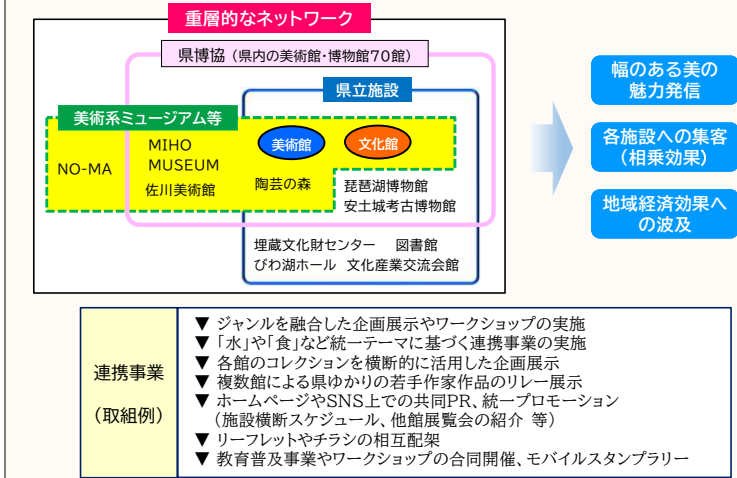 重層的なネットワーク
県博協（県内の美術館・博物館70館）
県立施設
美術系ミュージアム等
NO-MA
MIHO
MUSEUM
佐川美術館
美術館
文化館
陶芸の森
琵琶湖博物館
安土城考古博物館
埋蔵文化財センター　図書館
びわ湖ホール　文化産業交流会館
幅のある美の
魅力発信
各施設への集客
（相乗効果）
地域経済効果へ
の波及
連携事業
（取組例）
▼ ジャンルを融合した企画展示やワークショップの実施
▼ 「水」や「食」など統一テーマに基づく連携事業の実施
▼ 各館のコレクションを横断的に活用した企画展示
▼ 複数館による県ゆかりの若手作家作品のリレー展示
▼ ホームページやSNS上での共同PR、統一プロモーション
（施設横断スケジュール、他館展覧会の紹介 等）
▼ リーフレットやチラシの相互配架
▼ 教育普及事業やワークショップの合同開催、モバイルスタンプラリー